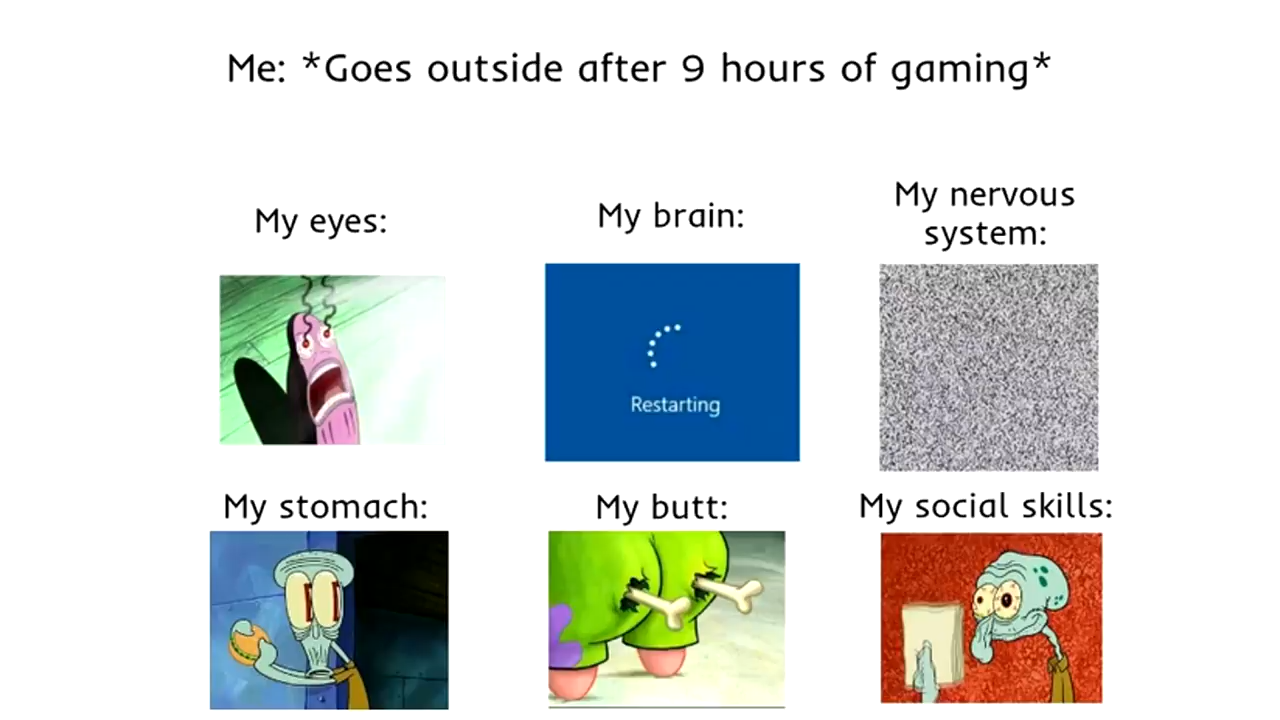 Me: *Goes outside after 9 hours of gaming*
My eyes:
My brain:
My nervous
system:
Restarting
My stomach:
My butt:
My social skills: